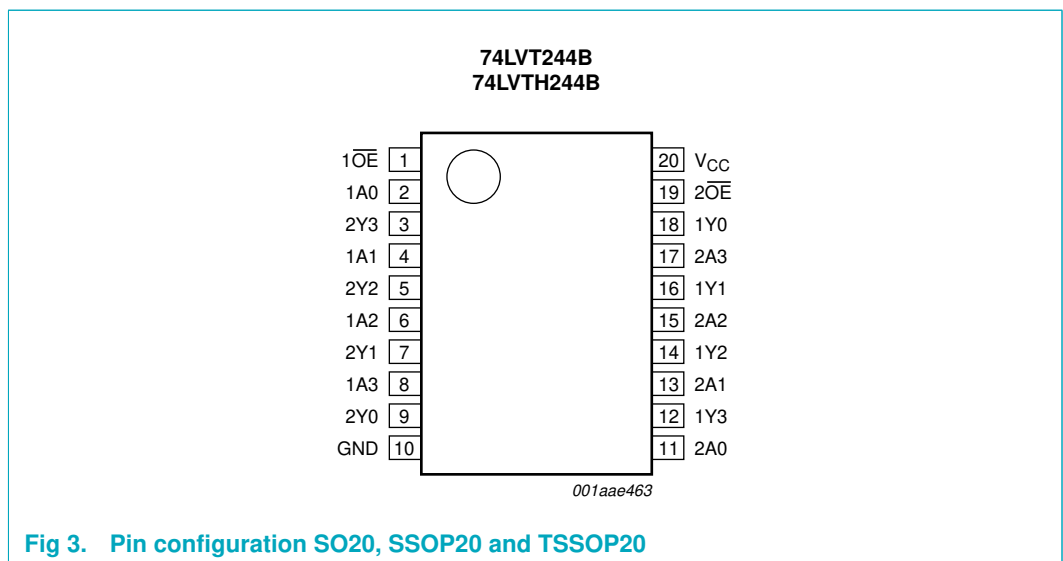 74LVT244B
74LVTH244B
1O̅E̅ 1 20 VCC
1A0 2 19 2O̅E̅
2Y3 3 18 1Y0
1A1 4 17 2A3
2Y2 5 16 1Y1
1A2 6 15 2A2
2Y1 7 14 1Y2
1A3 8 13 2A1
2Y0 9 12 1Y3
GND 10 11 2A0
001aae463
Fig 3. Pin configuration SO20, SSOP20 and TSSOP20